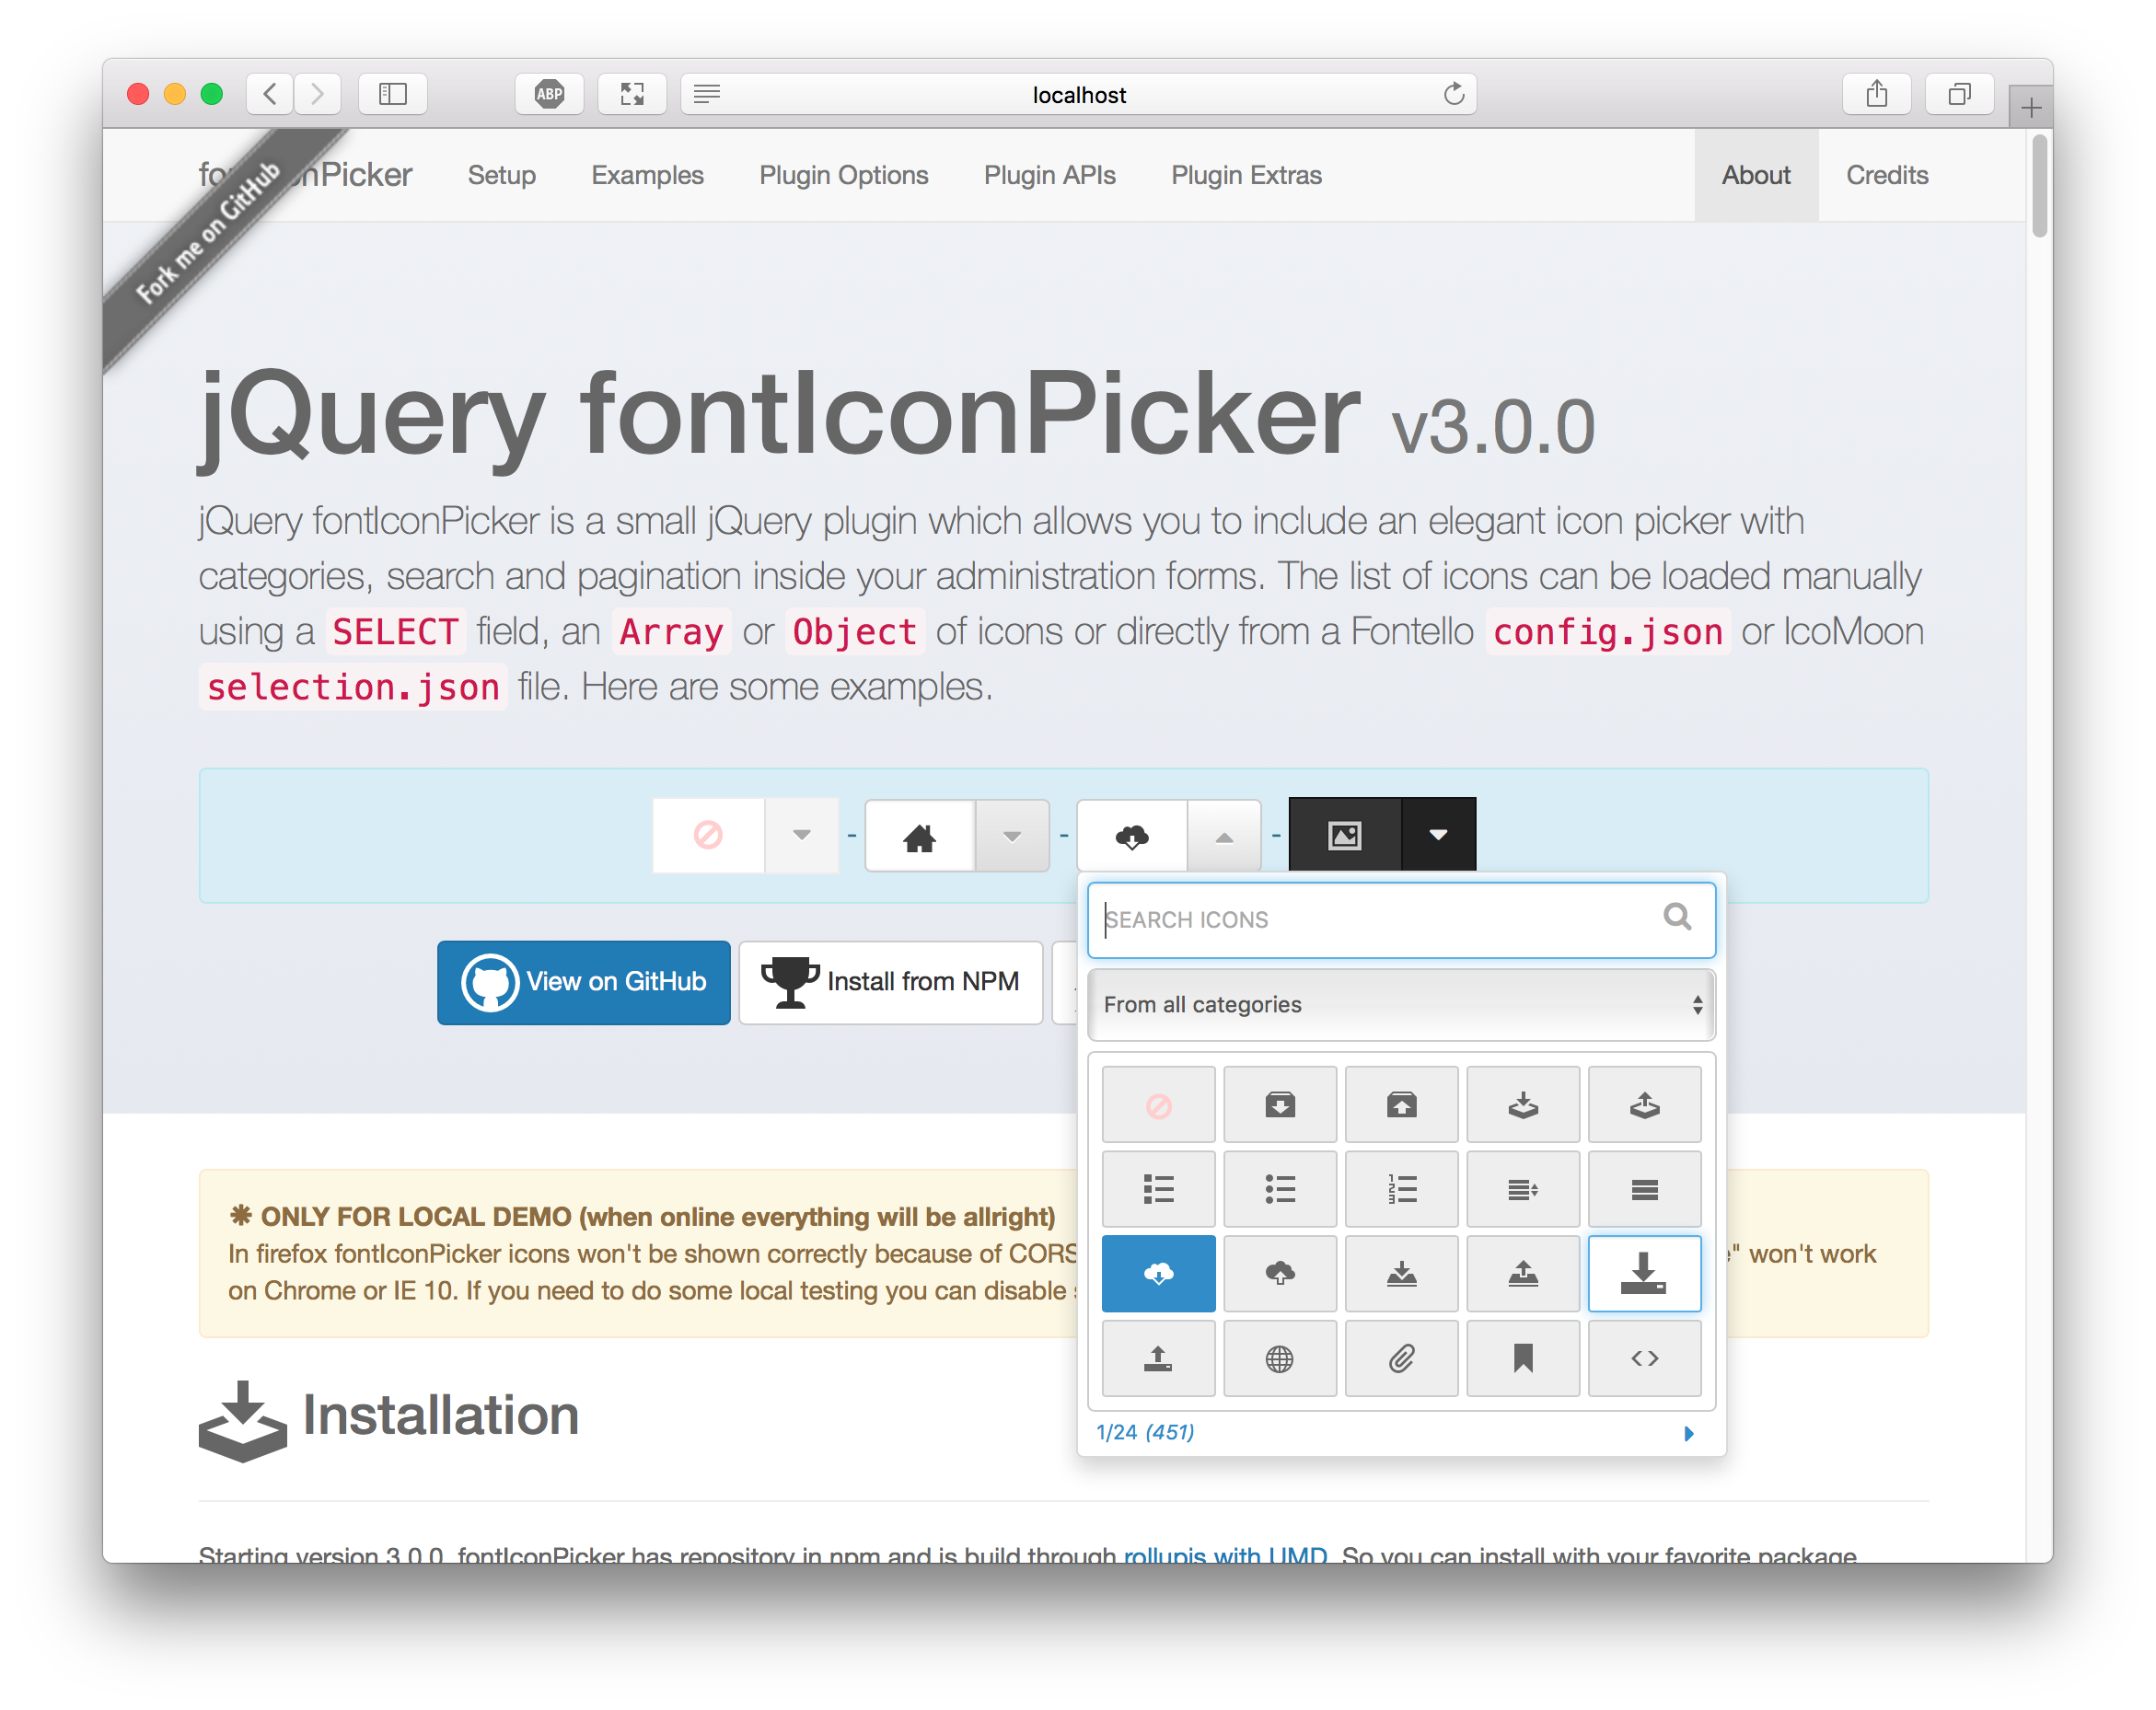 ABP
localhost
fontIconPicker Setup Examples Plugin Options Plugin APIs Plugin Extras About Credits
Fork me on GitHub
jQuery fontIconPicker v3.0.0
jQuery fontIconPicker is a small jQuery plugin which allows you to include an elegant icon picker with
categories, search and pagination inside your administration forms. The list of icons can be loaded manually
using a SELECT field, an Array or Object of icons or directly from a Fontello config.json or IcoMoon
selection.json file. Here are some examples.
- - -
SEARCH ICONS
View on GitHub Install from NPM
From all categories
ONLY FOR LOCAL DEMO (when online everything will be allright)
In firefox fontIconPicker icons won't be shown correctly because of CORS " won't work
on Chrome or IE 10. If you need to do some local testing you can disable
1/24 (451)
Installation
Starting version 3.0.0, fontIconPicker has repository in npm and is build through rollupjs with UMD. So you can install with your favorite package